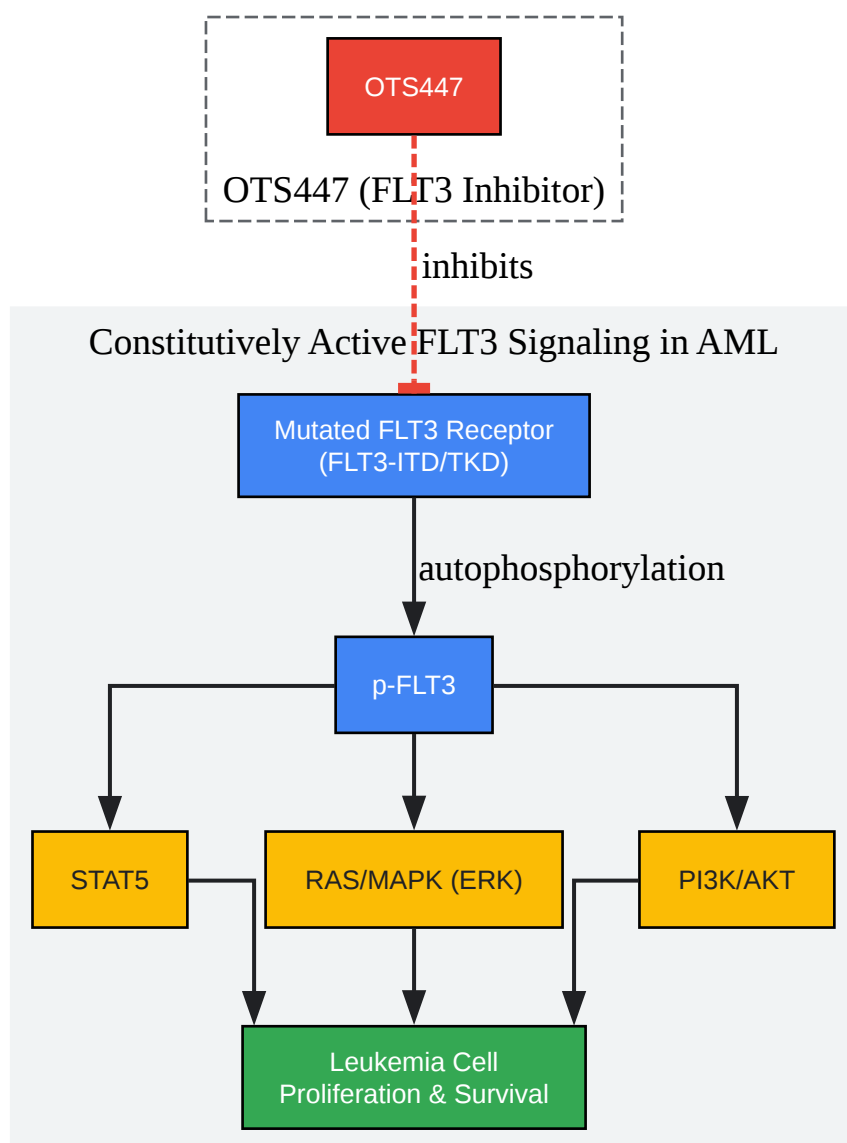 OTS447
OTS447 (FLT3 Inhibitor)
inhibits
Constitutively Active FLT3 Signaling in AML
Mutated FLT3 Receptor
(FLT3-ITD/TKD)
autophosphorylation
p-FLT3
STAT5
RAS/MAPK (ERK)
PI3K/AKT
Leukemia Cell
Proliferation & Survival